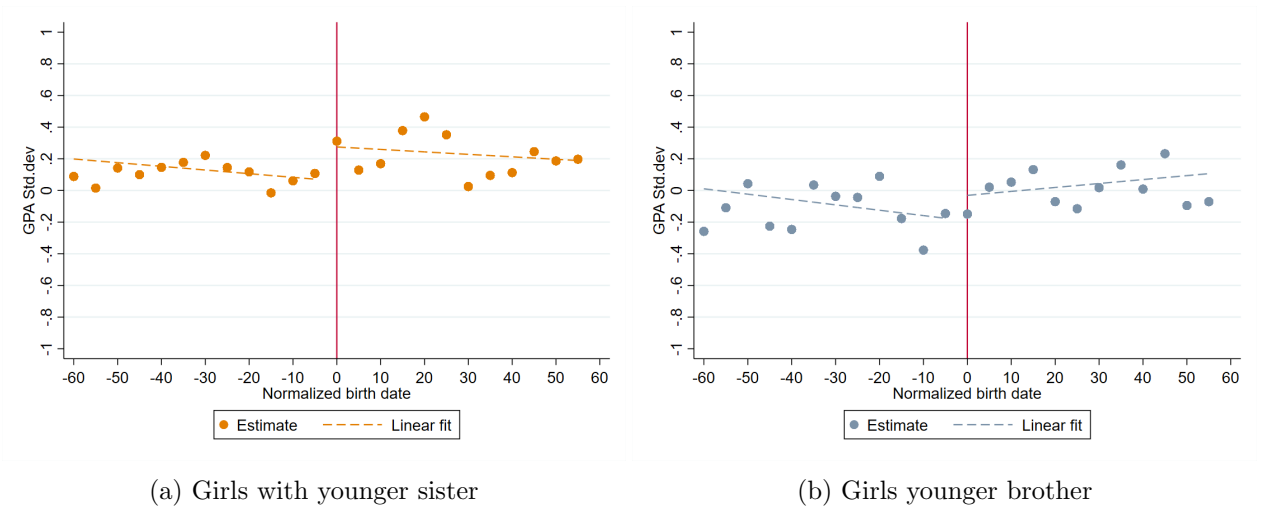 1
.8
.6
.4
.2
0
-.2
-.4
-.6
-.8
-1
GPA Std.dev
-60 -50 -40 -30 -20 -10 0 10 20 30 40 50 60
Normalized birth date
Estimate Linear fit
(a) Girls with younger sister
1
.8
.6
.4
.2
0
-.2
-.4
-.6
-.8
-1
GPA Std.dev
-60 -50 -40 -30 -20 -10 0 10 20 30 40 50 60
Normalized birth date
Estimate Linear fit
(b) Girls younger brother